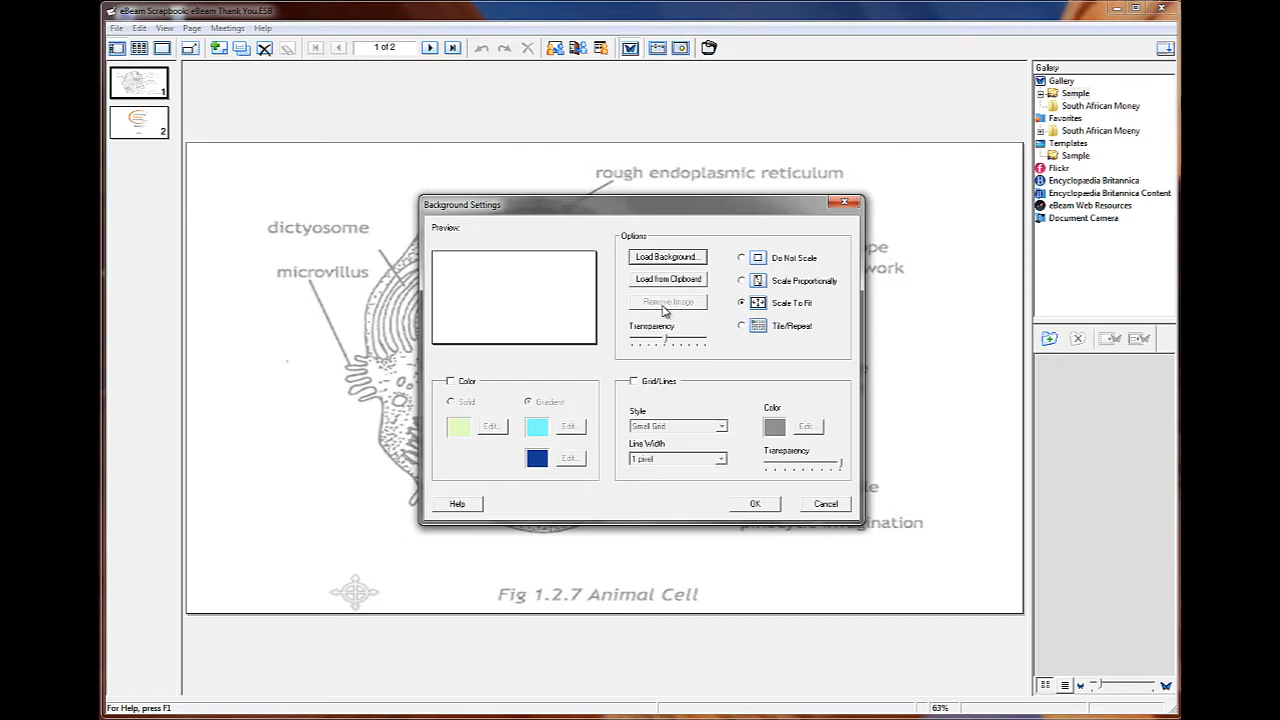 eBeam Scrapbook: eBeam Thank You.ESB
File Edit View Page Meetings Help
1 of 2
1
2
rough endoplasmic reticulum
dictyosome
microvillus
work
Fig 1.2.7 Animal Cell
Background Settings
Preview:
Options
Load Background...
Load from Clipboard
Remove Image
Transparency
Do Not Scale
Scale Proportionally
Scale To Fit
Tile/Repeat
Color
Solid
Gradient
Edit...
Edit...
Edit...
Grid/Lines
Style
Small Grid
Line Width
1 pixel
Color
Edit...
Transparency
Help
OK
Cancel
Gallery
Gallery
Sample
South African Money
Favorites
South African Moeny
Templates
Sample
Flickr
Encyclopædia Britannica
Encyclopædia Britannica Content
eBeam Web Resources
Document Camera
For Help, press F1
63%